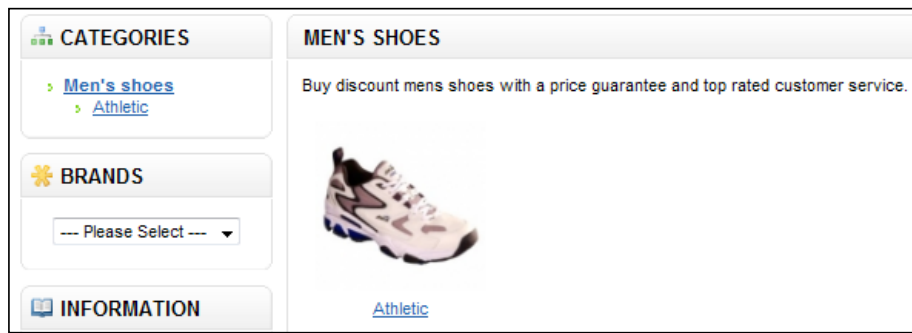 CATEGORIES
Men's shoes
Athletic
BRANDS
--- Please Select ---
INFORMATION
MEN'S SHOES
Buy discount mens shoes with a price guarantee and top rated customer service.
Athletic